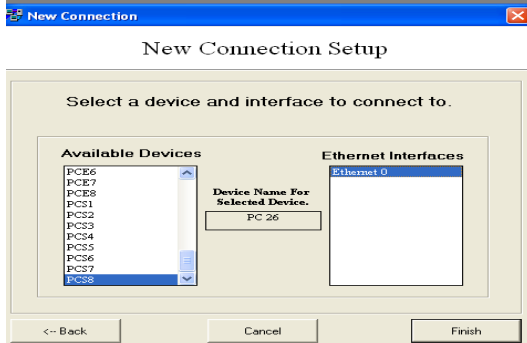 New Connection
New Connection Setup
Select a device and interface to connect to.
Available Devices
PCE6
PCE7
PCE8
PCS1
PCS2
PCS3
PCS4
PCS5
PCS6
PCS7
PCS8
Device Name For
Selected Device.
PC 26
Ethernet Interfaces
Ethernet 0
<-- Back
Cancel
Finish